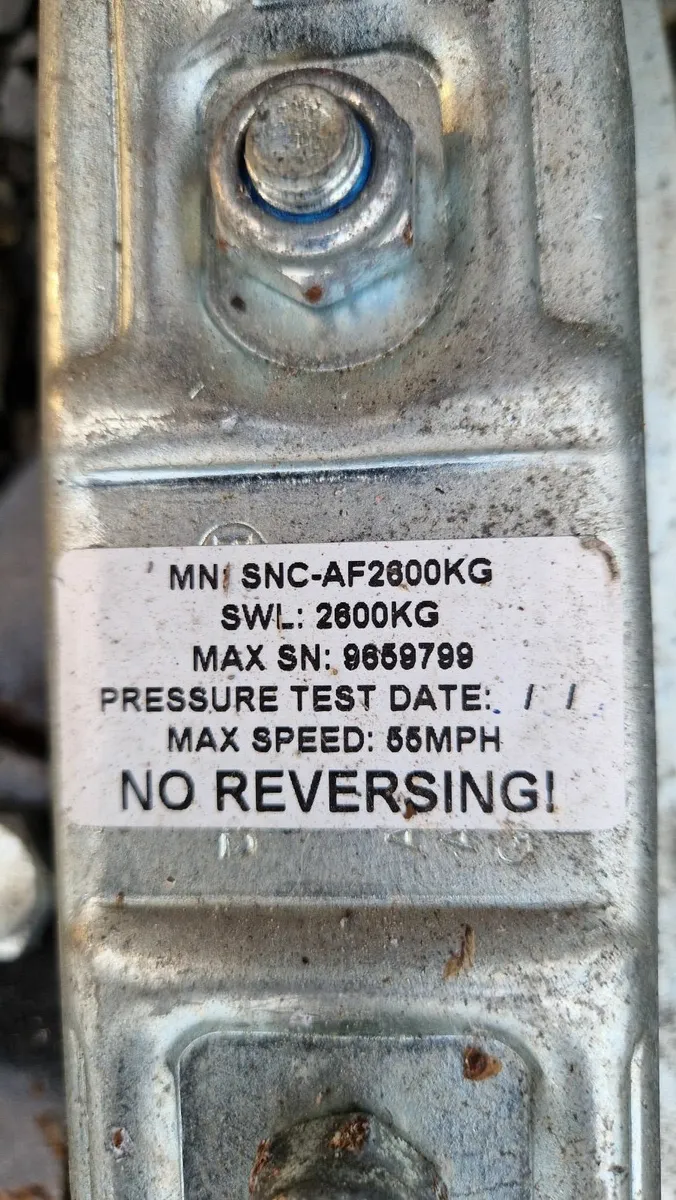 MN: SNC-AF2600KG
SWL: 2600KG
MAX SN: 9659799
PRESSURE TEST DATE: / /
MAX SPEED: 55MPH
NO REVERSING!